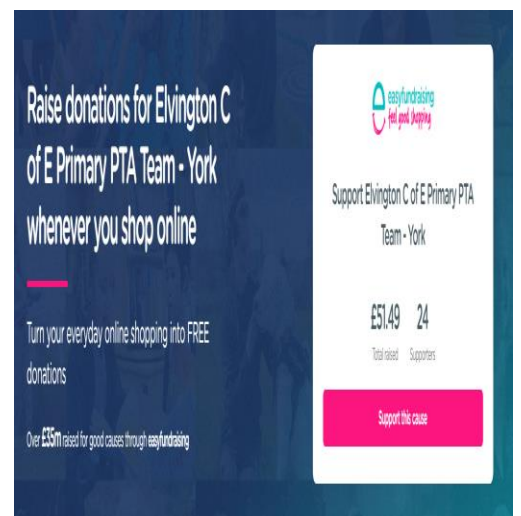 Raise donations for Elvington C
of E Primary PTA Team - York
whenever you shop online
Turn your everyday online shopping into FREE
donations
Over £35m raised for good causes through easyfundraising
easyfundraising
feel good shopping
Support Elvington C of E Primary PTA
Team - York
£51.49 24
Total raised Supporters
Support this cause